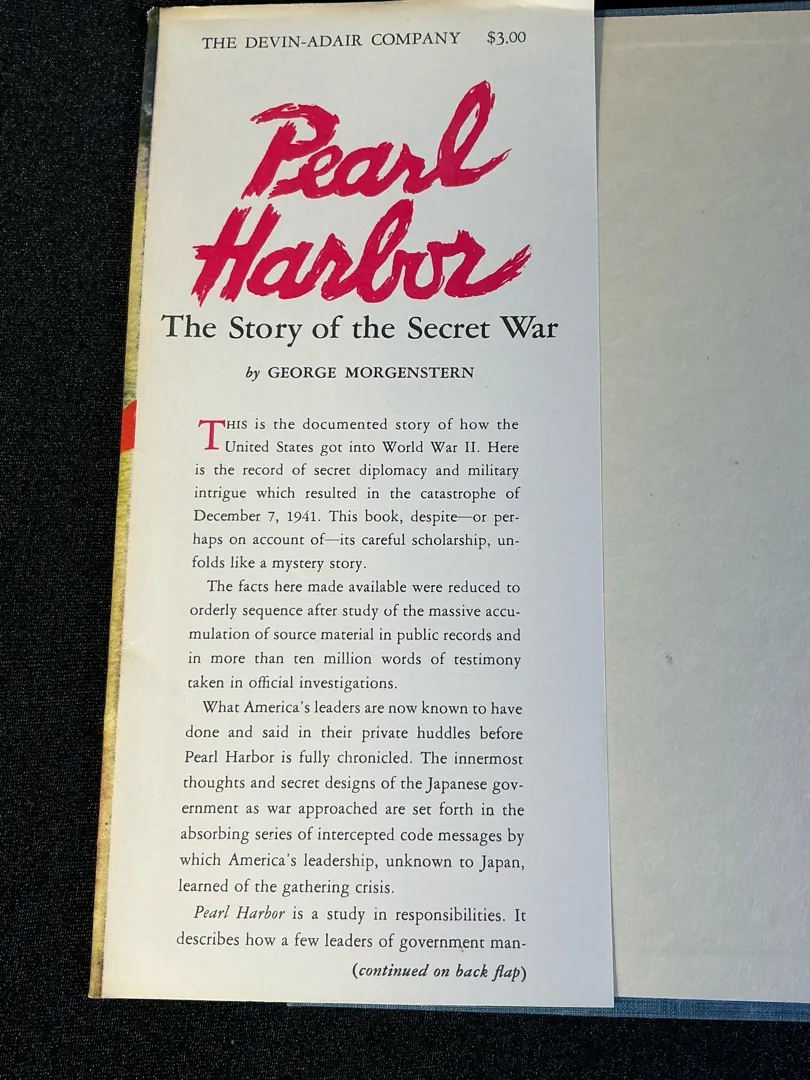 THE DEVIN-ADAIR COMPANY $3.00
Pearl
Harbor
The Story of the Secret War
by GEORGE MORGENSTERN
THIS is the documented story of how the
United States got into World War II. Here
is the record of secret diplomacy and military
intrigue which resulted in the catastrophe of
December 7, 1941. This book, despite—or per-
haps on account of—its careful scholarship, un-
folds like a mystery story.
The facts here made available were reduced to
orderly sequence after study of the massive accu-
mulation of source material in public records and
in more than ten million words of testimony
taken in official investigations.
What America's leaders are now known to have
done and said in their private huddles before
Pearl Harbor is fully chronicled. The innermost
thoughts and secret designs of the Japanese gov-
ernment as war approached are set forth in the
absorbing series of intercepted code messages by
which America's leadership, unknown to Japan,
learned of the gathering crisis.
Pearl Harbor is a study in responsibilities. It
describes how a few leaders of government man-
(continued on back flap)